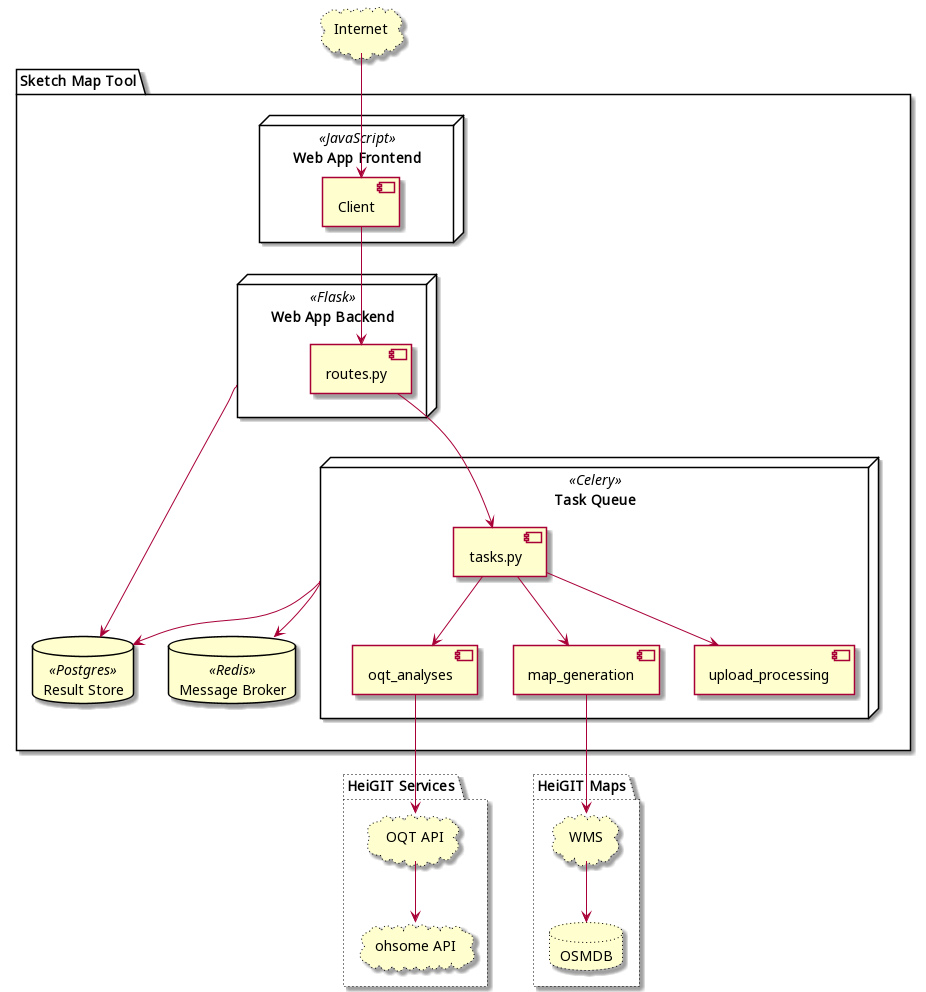 Internet
Sketch Map Tool
«JavaScript»
Web App Frontend
Client
«Flask»
Web App Backend
routes.py
«Celery»
Task Queue
tasks.py
«Postgres»
Result Store
«Redis»
Message Broker
oqt_analyses
map_generation
upload_processing
HeiGIT Services
HeiGIT Maps
OQT API
WMS
ohsome API
OSMDB